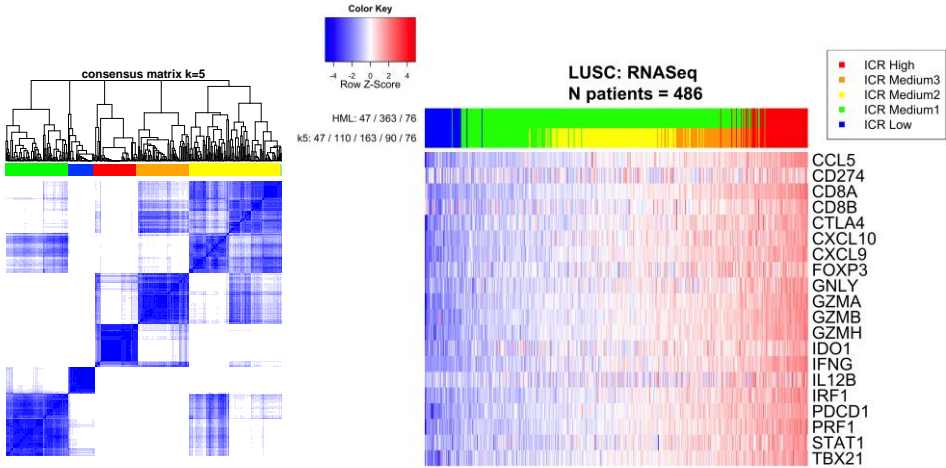 Color Key
-4 -2 0 2 4
Row Z-Score
consensus matrix k=5
LUSC: RNASeq
N patients = 486
HML: 47 / 363 / 76
k5: 47 / 110 / 163 / 90 / 76
ICR High
ICR Medium3
ICR Medium2
ICR Medium1
ICR Low
CCL5
CD274
CD8A
CD8B
CTLA4
CXCL10
CXCL9
FOXP3
GNLY
GZMA
GZMB
GZMH
IDO1
IFNG
IL12B
IRF1
PDCD1
PRF1
STAT1
TBX21